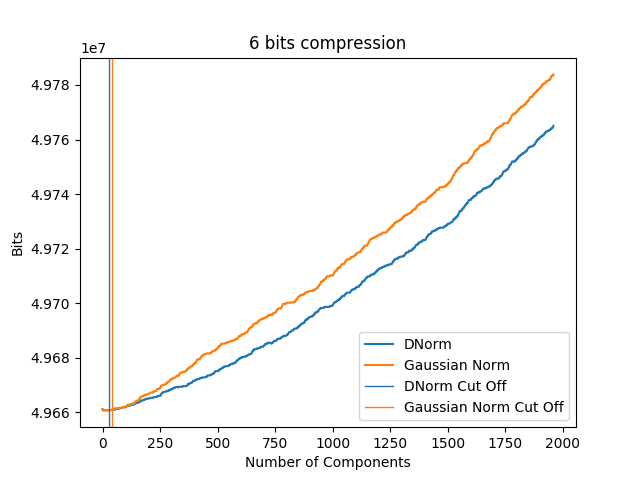 6 bits compression
1e7
4.978
4.976
4.974
4.972
4.970
4.968
4.966
Bits
0
250
500
750
1000
1250
1500
1750
2000
Number of Components
DNorm
Gaussian Norm
DNorm Cut Off
Gaussian Norm Cut Off